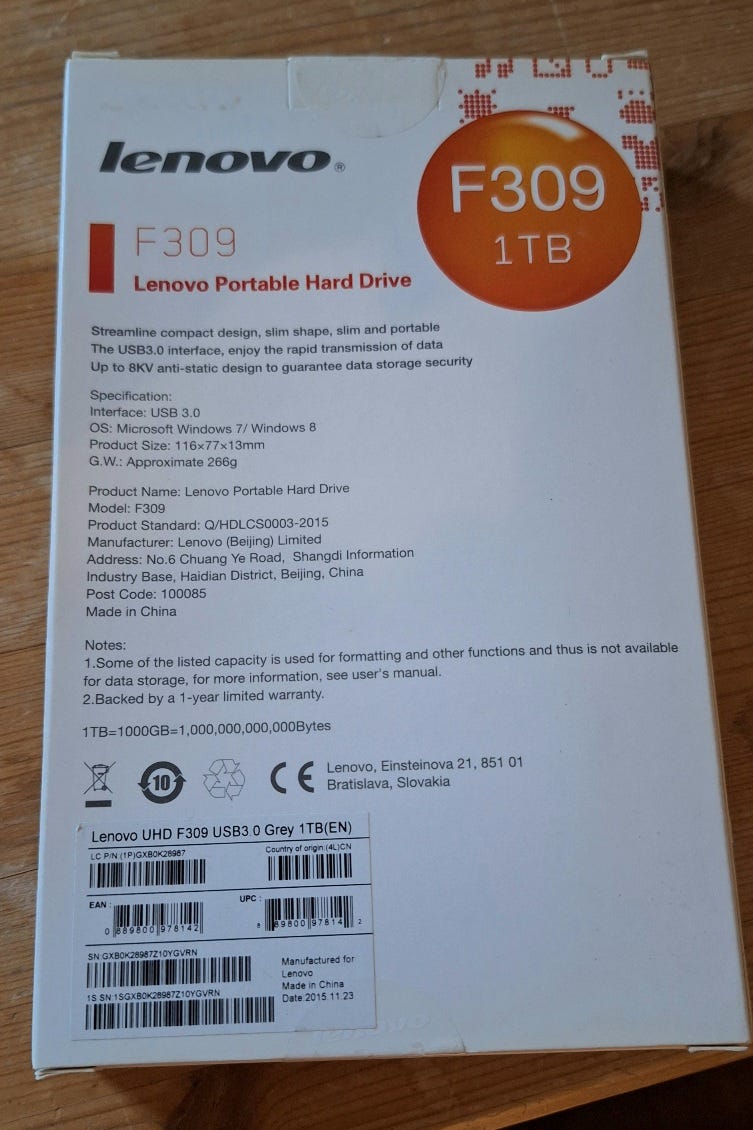 lenovo®
F309
1TB
F309
Lenovo Portable Hard Drive
Streamline compact design, slim shape, slim and portable
The USB3.0 interface, enjoy the rapid transmission of data
Up to 8KV anti-static design to guarantee data storage security
Specification:
Interface: USB 3.0
OS: Microsoft Windows 7/ Windows 8
Product Size: 116×77×13mm
G.W.: Approximate 266g
Product Name: Lenovo Portable Hard Drive
Model: F309
Product Standard: Q/HDLCS0003-2015
Manufacturer: Lenovo (Beijing) Limited
Address: No.6 Chuang Ye Road, Shangdi Information
Industry Base, Haidian District, Beijing, China
Post Code: 100085
Made in China
Notes:
1.Some of the listed capacity is used for formatting and other functions and thus is not available
for data storage, for more information, see user's manual.
2.Backed by a 1-year limited warranty.
1TB=1000GB=1,000,000,000,000Bytes
10
CE
Lenovo, Einsteinova 21, 851 01
Bratislava, Slovakia
Lenovo UHD F309 USB3.0 Grey 1TB(EN)
LC P/N (1P)GXB0K28987
Country of origin:(4L)CN
EAN :
0 889800 978142
UPC :
8 89800 97814 2
SN:GXB0K28987Z10YGVRN
1S SN:1SGXB0K28987Z10YGVRN
Manufactured for
Lenovo
Made in China
Date:2015.11.23